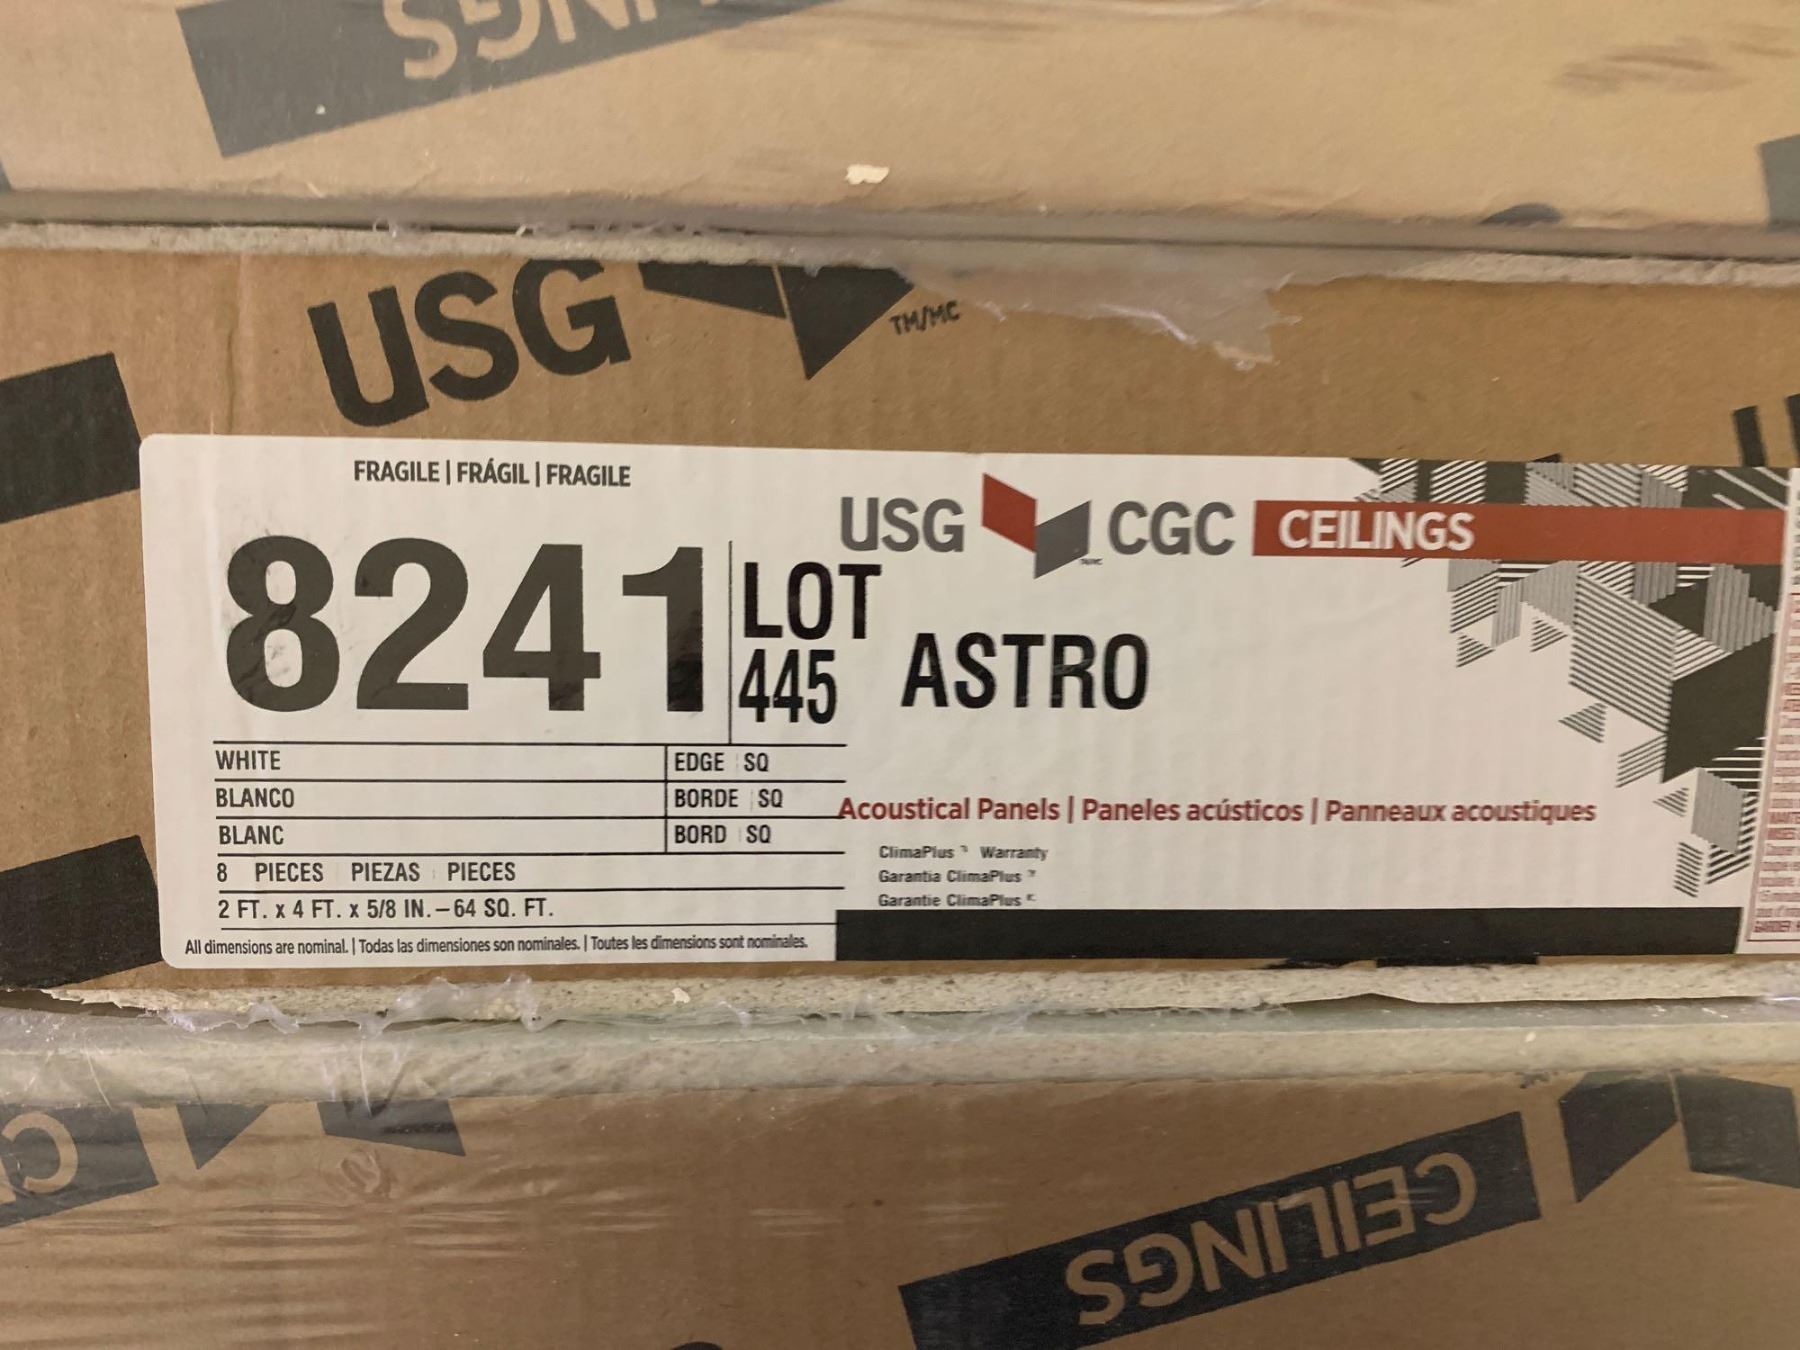 CEILINGS
USG
TM/MC
FRAGILE | FRÁGIL | FRAGILE
USG CGC CEILINGS
8241 LOT
445 ASTRO
WHITE EDGE SQ
BLANCO BORDE SQ
BLANC BORD SQ
Acoustical Panels | Paneles acústicos | Panneaux acoustiques
8 PIECES PIEZAS PIECES
2 FT. x 4 FT. x 5/8 IN. – 64 SQ. FT.
ClimaPlus Warranty
Garantia ClimaPlus
Garantie ClimaPlus
All dimensions are nominal. | Todas las dimensiones son nominales. | Toutes les dimensions sont nominales.
CEILINGS